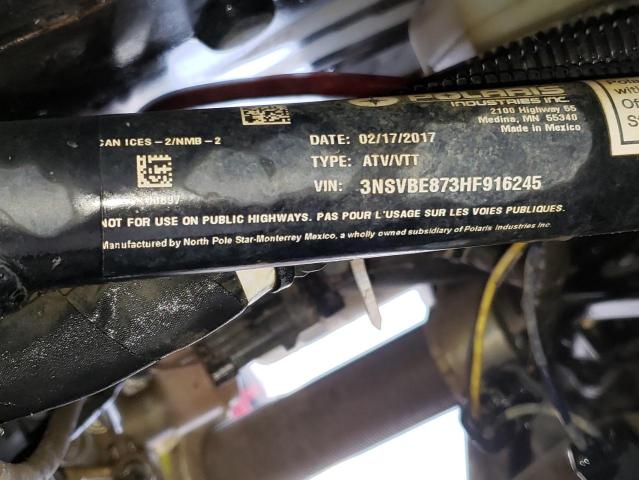 POLARIS
INDUSTRIES INC.
2100 Highway 55
Medina, MN 55340
Made in Mexico
CAN ICES-2/NMB-2
DATE: 02/17/2017
TYPE: ATV/VTT
VIN: 3NSVBE873HF916245
NOT FOR USE ON PUBLIC HIGHWAYS. PAS POUR L'USAGE SUR LES VOIES PUBLIQUES.
Manufactured by North Pole Star-Monterrey Mexico, a wholly owned subsidiary of Polaris Industries Inc.